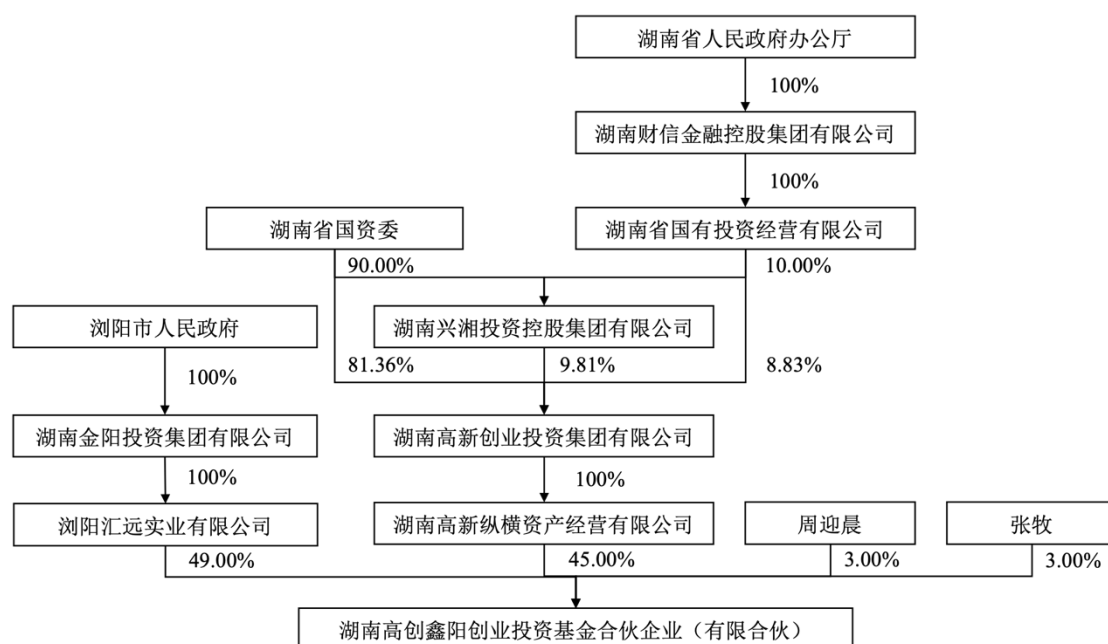 湖南省人民政府办公厅
100%
湖南财信金融控股集团有限公司
100%
湖南省国资委
湖南省国有投资经营有限公司
90.00%
10.00%
浏阳市人民政府
湖南兴湘投资控股集团有限公司
100%
81.36%
9.81%
8.83%
湖南金阳投资集团有限公司
湖南高新创业投资集团有限公司
100%
100%
浏阳汇远实业有限公司
湖南高新纵横资产经营有限公司
周迎晨
张牧
49.00%
45.00%
3.00%
3.00%
湖南高创鑫阳创业投资基金合伙企业（有限合伙）